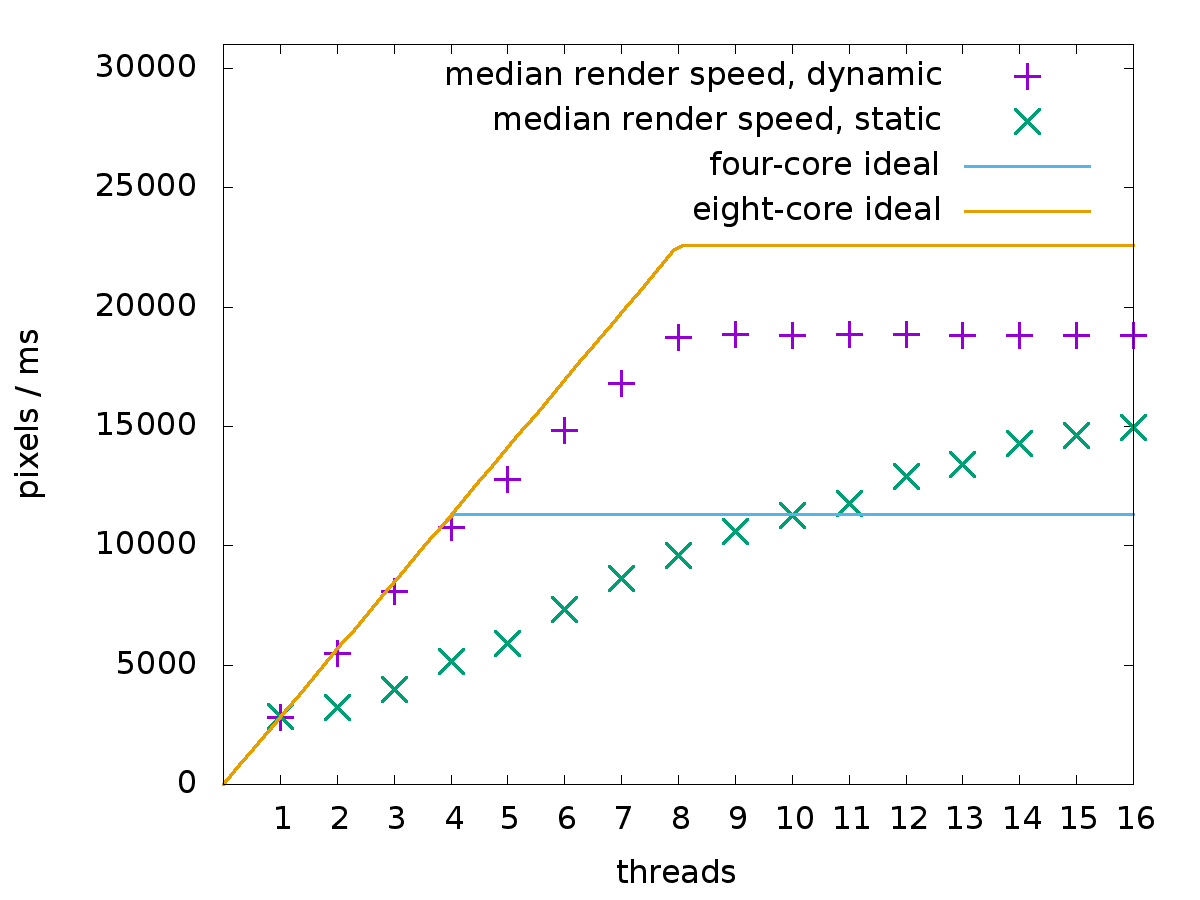 30000
25000
20000
15000
10000
5000
0
pixels / ms
median render speed, dynamic
median render speed, static
four-core ideal
eight-core ideal
1 2 3 4 5 6 7 8 9 10 11 12 13 14 15 16
threads